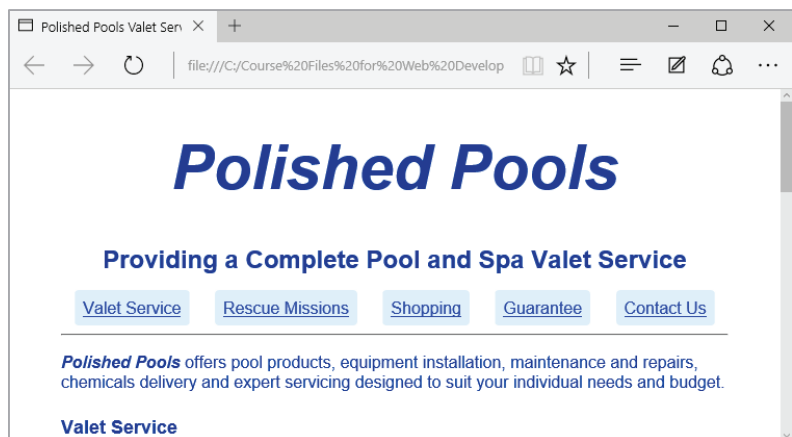 Polished Pools Valet Serv
file:///C:/Course%20Files%20for%20Web%20Develop
Polished Pools
Providing a Complete Pool and Spa Valet Service
Valet Service Rescue Missions Shopping Guarantee Contact Us
Polished Pools offers pool products, equipment installation, maintenance and repairs,
chemicals delivery and expert servicing designed to suit your individual needs and budget.
Valet Service